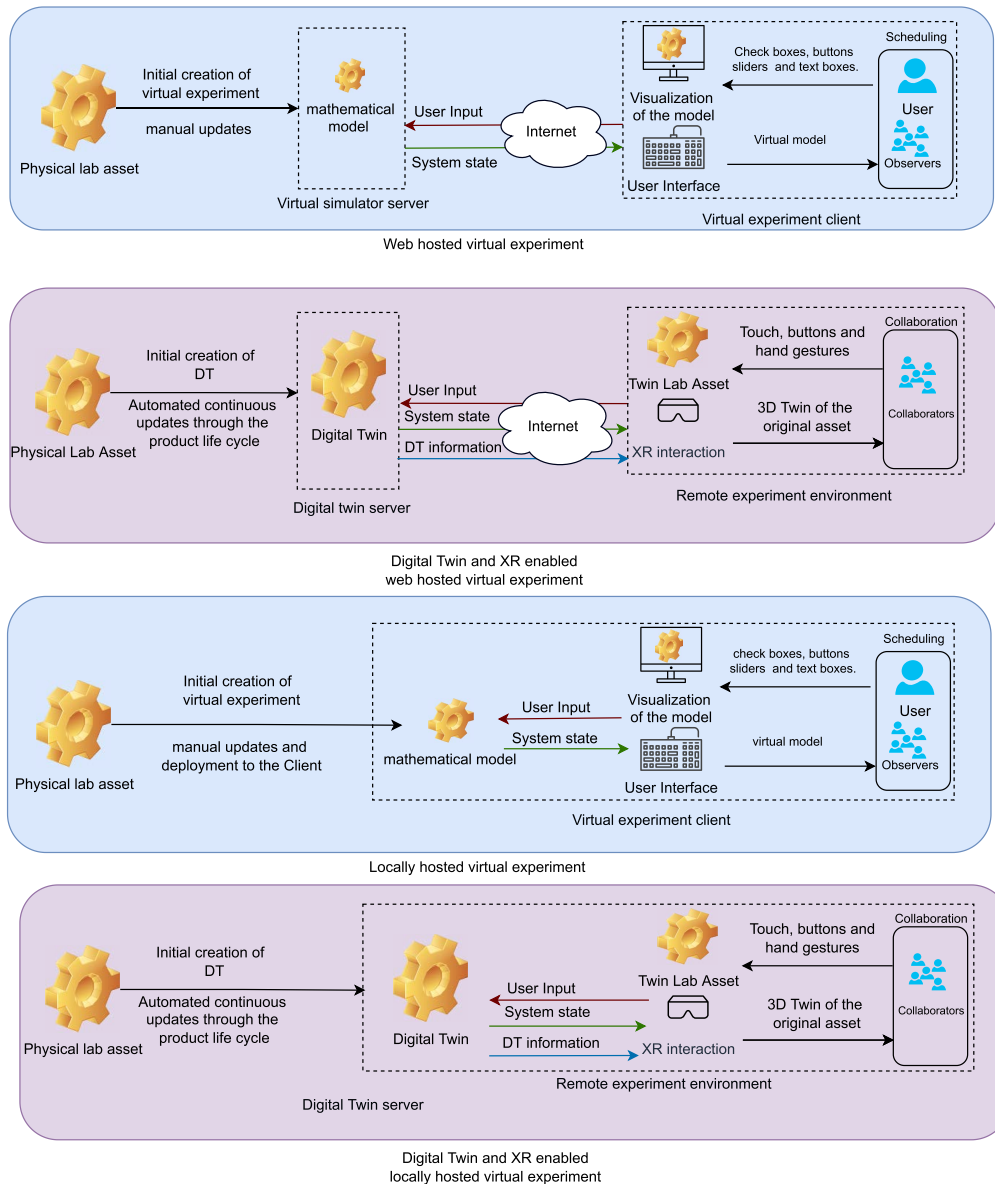 Scheduling
Initial creation of
virtual experiment
manual updates
Physical lab asset
mathematical
model
User Input
System state
Internet
Virtual simulator server
Visualization
of the model
User Interface
Check boxes, buttons
sliders and text boxes.
Virtual model
User
Observers
Virtual experiment client
Web hosted virtual experiment
Collaboration
Initial creation of
DT
Automated continuous
updates through the
product life cycle
Physical Lab Asset
Digital Twin
User Input
System state
DT information
Internet
Digital twin server
Twin Lab Asset
XR interaction
Touch, buttons and
hand gestures
3D Twin of the
original asset
Collaborators
Remote experiment environment
Digital Twin and XR enabled
web hosted virtual experiment
Scheduling
Initial creation of
virtual experiment
manual updates and
deployment to the Client
Physical lab asset
mathematical model
User Input
System state
Visualization
of the model
User Interface
check boxes, buttons
sliders and text boxes.
virtual model
User
Observers
Virtual experiment client
Locally hosted virtual experiment
Collaboration
Initial creation of
DT
Automated continuous
updates through the
product life cycle
Physical lab asset
Digital Twin
User Input
System state
DT information
Twin Lab Asset
XR interaction
Touch, buttons and
hand gestures
3D Twin of the
original asset
Collaborators
Remote experiment environment
Digital Twin server
Digital Twin and XR enabled
locally hosted virtual experiment